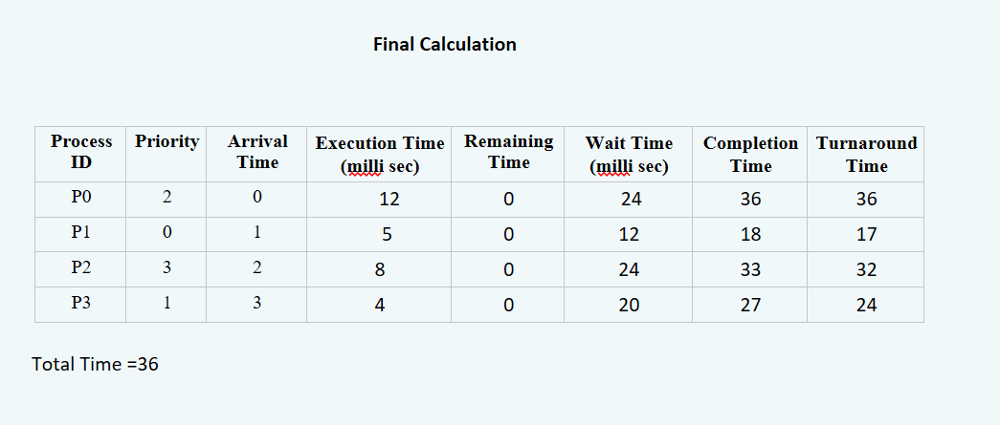 Final Calculation
Process ID Priority Arrival Time Execution Time (milli sec) Remaining Time Wait Time (milli sec) Completion Time Turnaround Time
P0 2 0 12 0 24 36 36
P1 0 1 5 0 12 18 17
P2 3 2 8 0 24 33 32
P3 1 3 4 0 20 27 24
Total Time =36